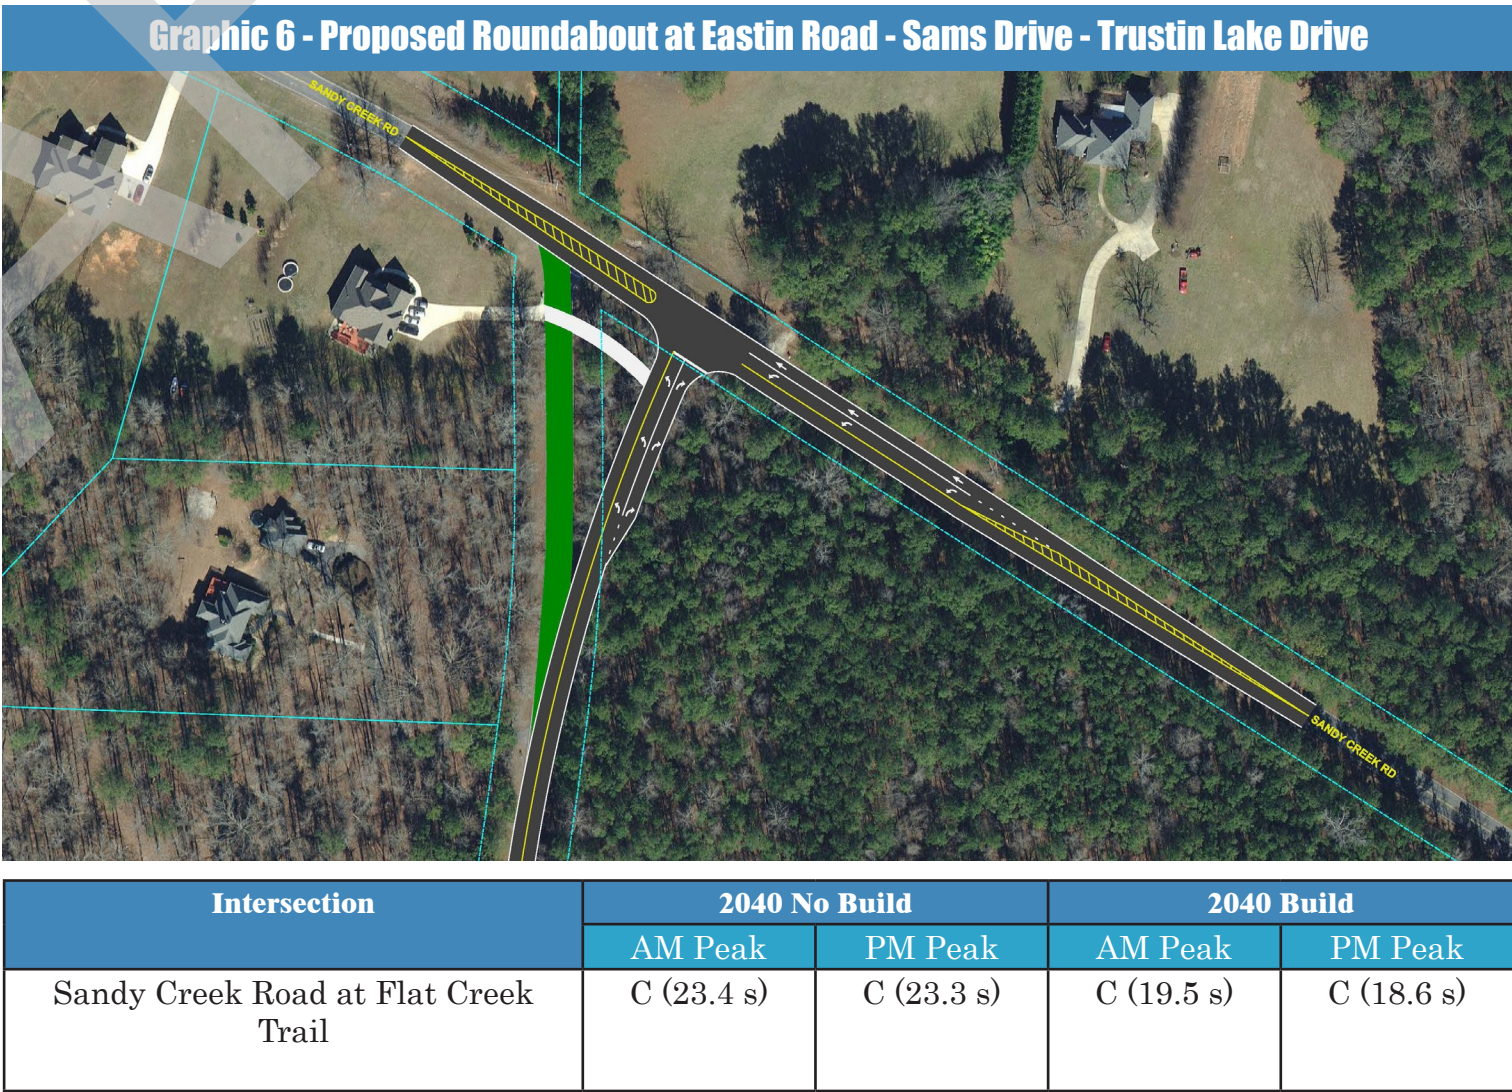 Graphic 6 - Proposed Roundabout at Eastin Road - Sams Drive - Trustin Lake Drive
SANDY CREEK RD
SANDY CREEK RD
Intersection
2040 No Build
2040 Build
AM Peak
PM Peak
AM Peak
PM Peak
Sandy Creek Road at Flat Creek
Trail
C (23.4 s)
C (23.3 s)
C (19.5 s)
C (18.6 s)